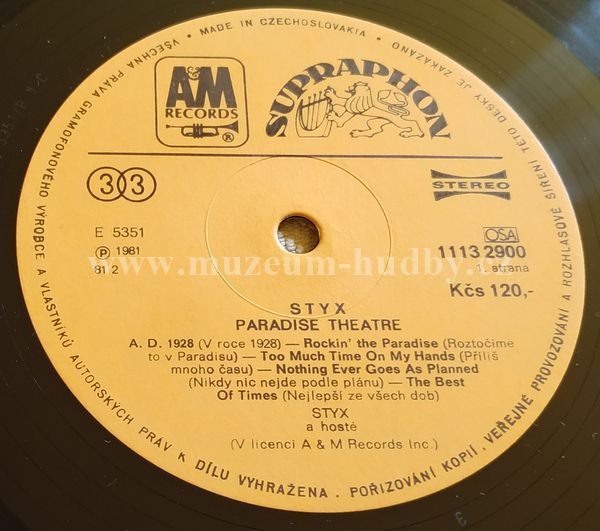 • MADE IN CZECHOSLOVAKIA •
VŠECHNA PRÁVA GRAMOFONOVÉHO VÝROBCE A VLASTNÍKŮ AUTORSKÝCH PRÁV K DÍLU VYHRAŽENA. POŘIZOVÁNÍ KOPIÍ, VEŘEJNÉ PROVOZOVÁNÍ A ROZHLASOVÉ ŠÍŘENÍ TÉTO DESKY JE ZAKÁZÁNO
A&M
RECORDS
®
SUPRAPHON
33
STEREO
E 5351
℗ 1981
81 2
OSA
1113 2900
1. strana
Kčs 120,-
www.muzeum-hudby.cz
STYX
PARADISE THEATRE
A. D. 1928 (V roce 1928) — Rockin' the Paradise (Roztočíme
to v Paradisu) — Too Much Time On My Hands (Příliš
mnoho času) — Nothing Ever Goes As Planned
(Nikdy nic nejde podle plánu) — The Best
Of Times (Nejlepší ze všech dob)
STYX
a hosté
(V licenci A & M Records Inc.)